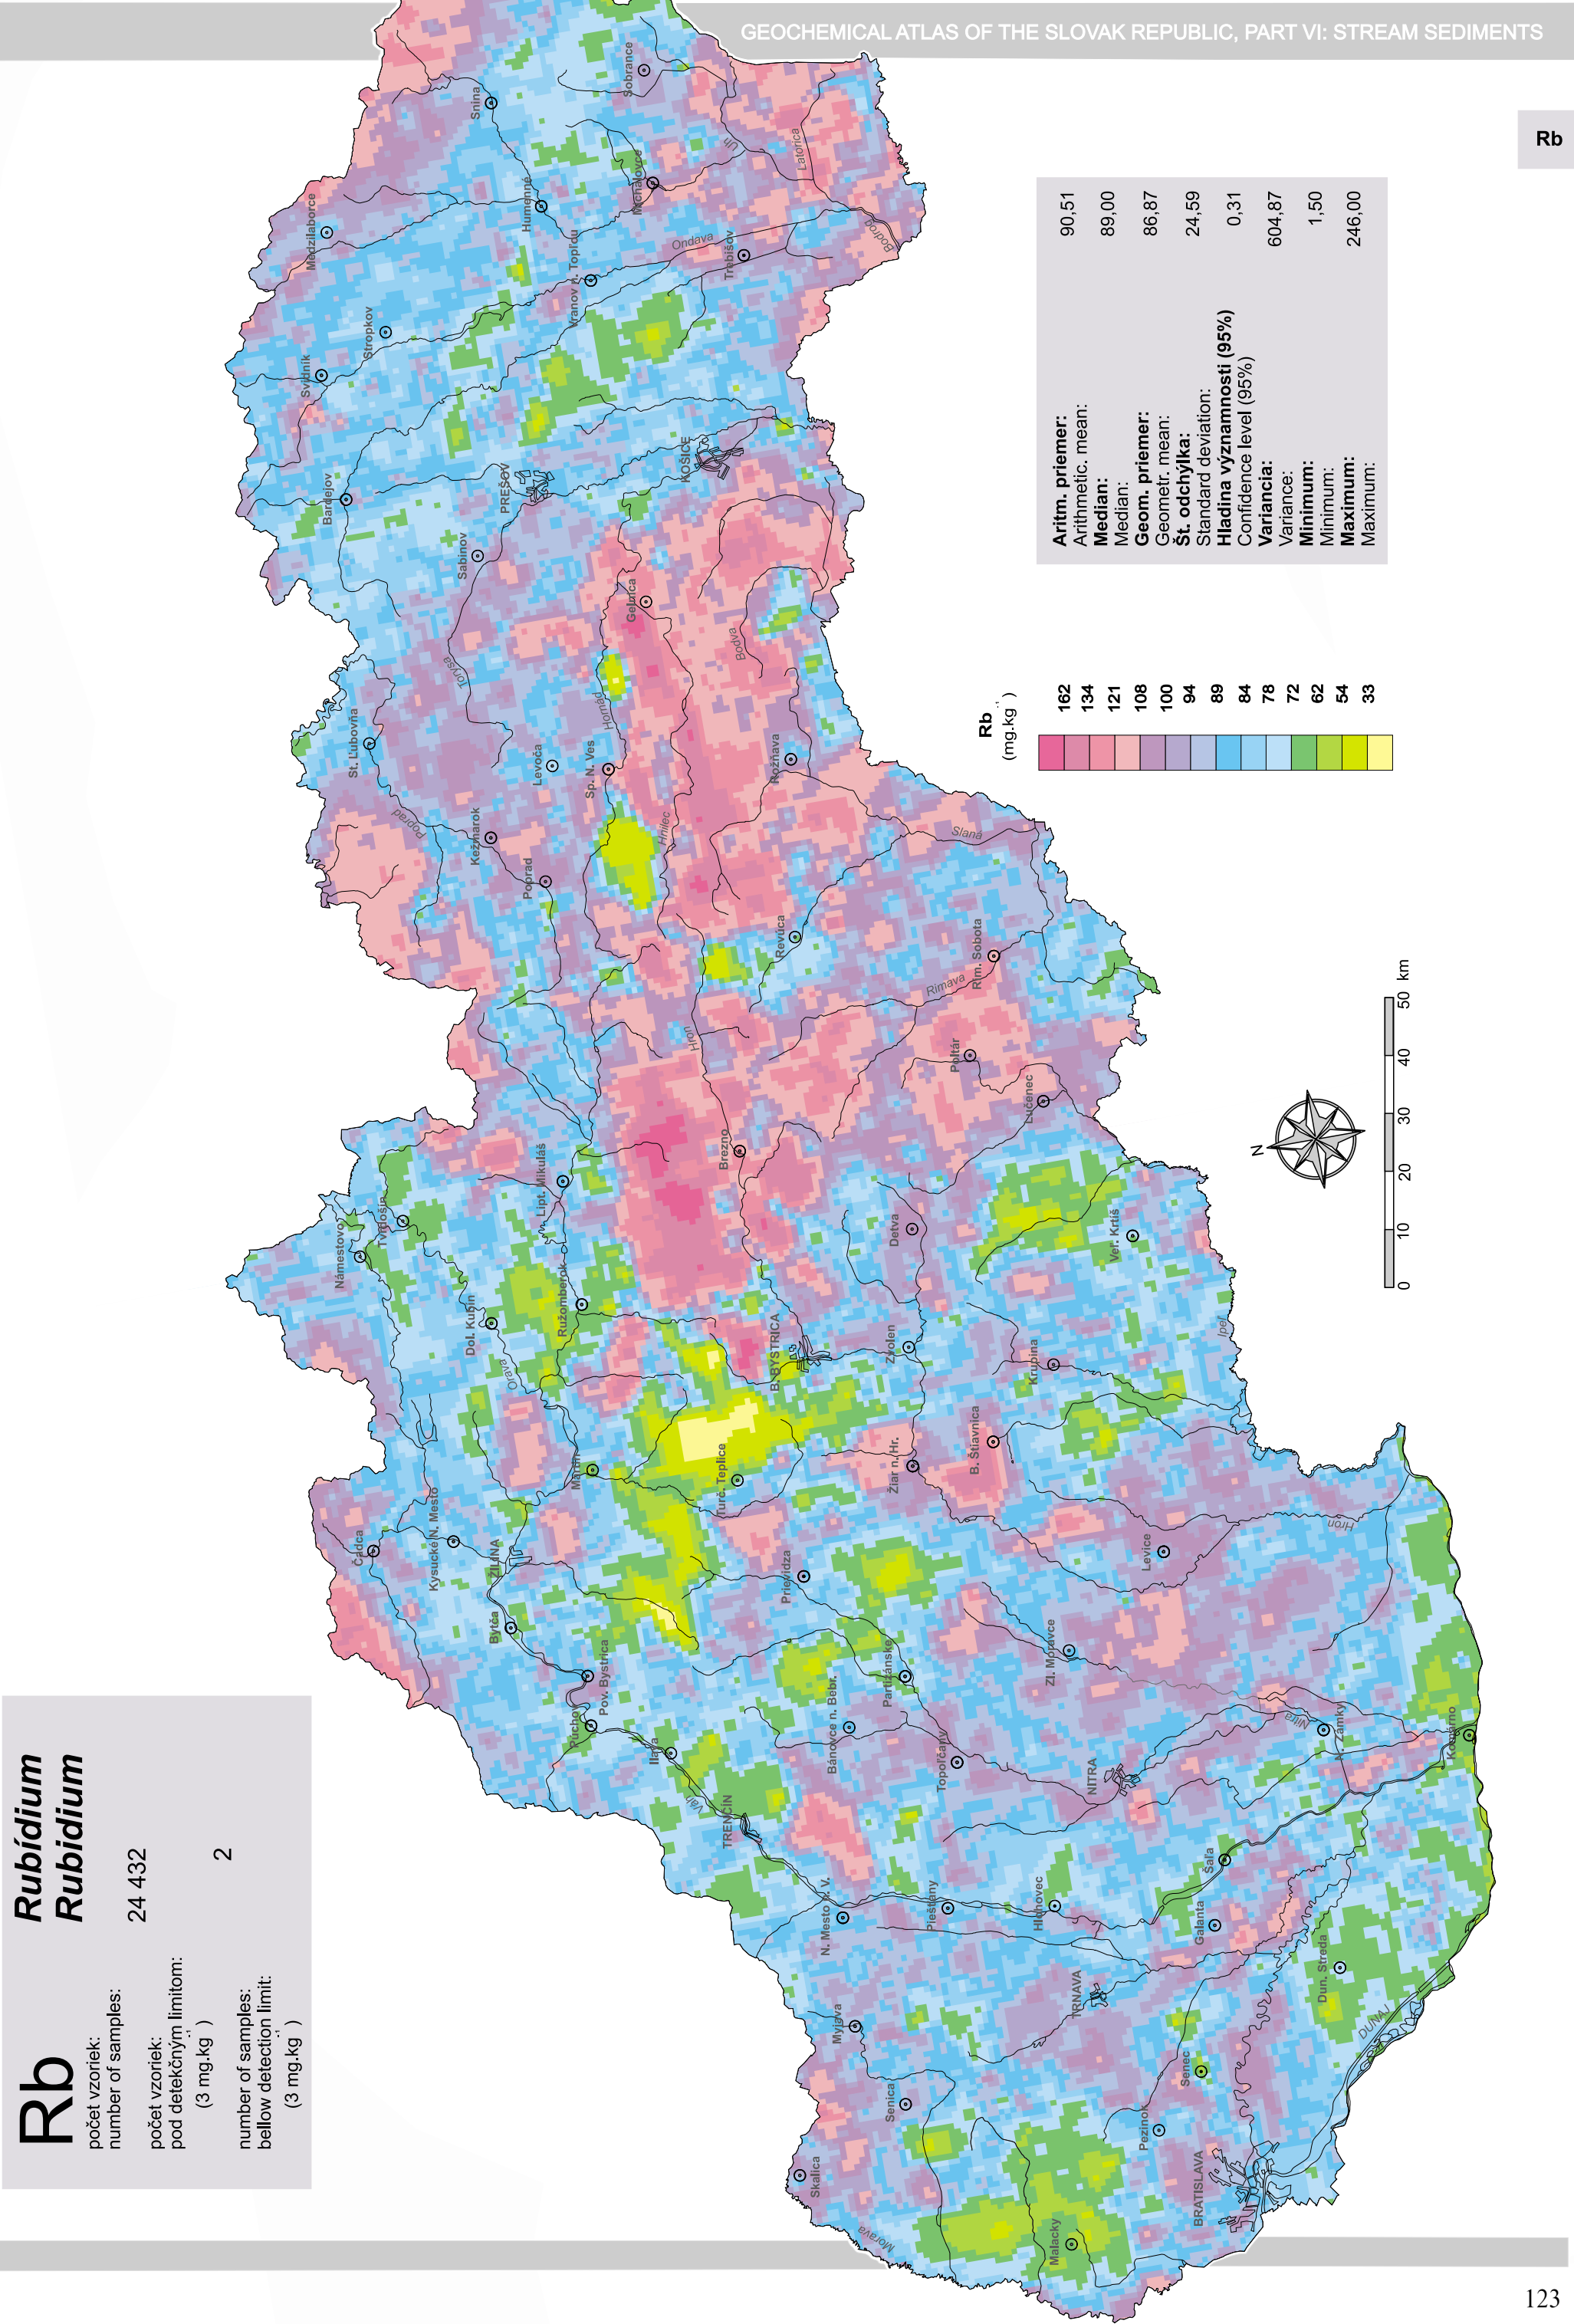 GEOCHEMICAL ATLAS OF THE SLOVAK REPUBLIC, PART VI: STREAM SEDIMENTS
Rb
Rb
Rubídium
Rubidium
počet vzoriek:
number of samples:
24 432
počet vzoriek:
pod detekčným limitom:
(3 mg.kg⁻¹)
number of samples:
bellow detection limit:
(3 mg.kg⁻¹)
2
Aritm. priemer:
Arithmetic. mean:
90,51
Median:
Median:
89,00
Geom. priemer:
Geometr. mean:
86,87
Št. odchýlka:
Standard deviation:
24,59
Hladina významnosti (95%)
Confidence level (95%)
0,31
Variancia:
Variance:
604,87
Minimum:
Minimum:
1,50
Maximum:
Maximum:
246,00
Rb
(mg.kg⁻¹)
162
134
121
108
100
94
89
84
78
72
62
54
33
N
0 10 20 30 40 50 km
Skalica
Senica
Myjava
Malacky
Morava
BRATISLAVA
Pezinok
Senec
TRNAVA
Dun. Streda
DUNAJ
Galanta
Šaľa
Hlohovec
Piešťany
N. Mesto n. V.
TRENČÍN
Váh
Ilava
Púchov
Pov. Bystrica
Bytča
ŽILINA
Kysucké N. Mesto
Čadca
Bánovce n. Bebr.
Partizánske
Topoľčany
NITRA
Nitra
N. Zámky
Komárno
Zl. Moravce
Levice
Hron
Prievidza
Martin
Turč. Teplice
Žiar n. Hr.
B. Štiavnica
B. BYSTRICA
Zvolen
Krupina
Ipeľ
Detva
Veľ. Krtíš
Dol. Kubín
Orava
Námestovo
Tvrdošín
Ružomberok
Lipt. Mikuláš
Brezno
Hron
Lučenec
Poltár
Rimava
Rim. Sobota
Revúca
Slaná
Rožňava
Hnilec
Poprad
Kežmarok
Poprad
St. Ľubovňa
Levoča
Sp. N. Ves
Hornád
Gelnica
Bodva
Torysa
Sabinov
PREŠOV
KOŠICE
Bardejov
Svidník
Stropkov
Medzilaborce
Vranov n. Topľou
Humenné
Snina
Sobrance
Michalovce
Trebišov
Ondava
Uh
Latorica
Bodrog
123